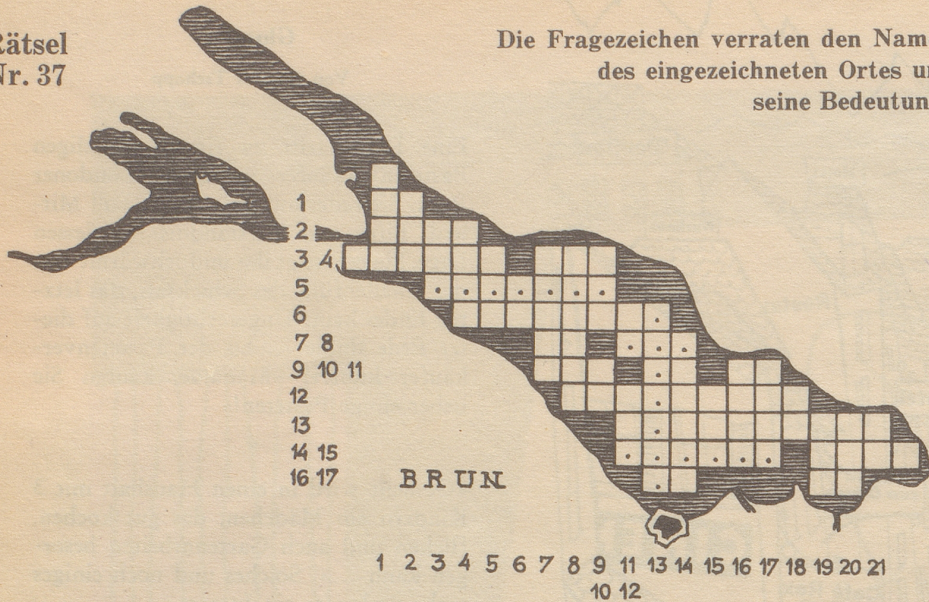 Rätsel
Nr. 37
Die Fragezeichen verraten den
des eingezeichneten Ortes
seine
1
2
3 4
5
6
7 8
9 10 11
12
13
14 15
16 17
BRUN
1 2 3 4 5 6 7 8 9 11 13 14 15 16 17 18 19 20 21
10 12